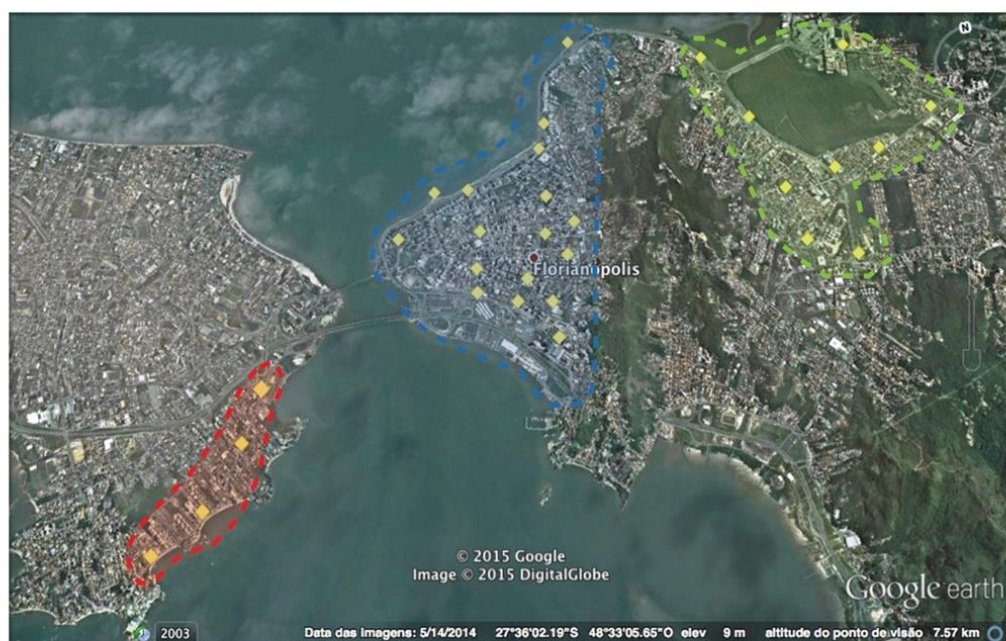 N
Florianópolis
© 2015 Google
Image © 2015 DigitalGlobe
Google earth
2003
Data das imagens: 5/14/2014 27°36'02.19"S 48°33'05.65"O elev 9 m altitude do ponto de visão 7.57 km